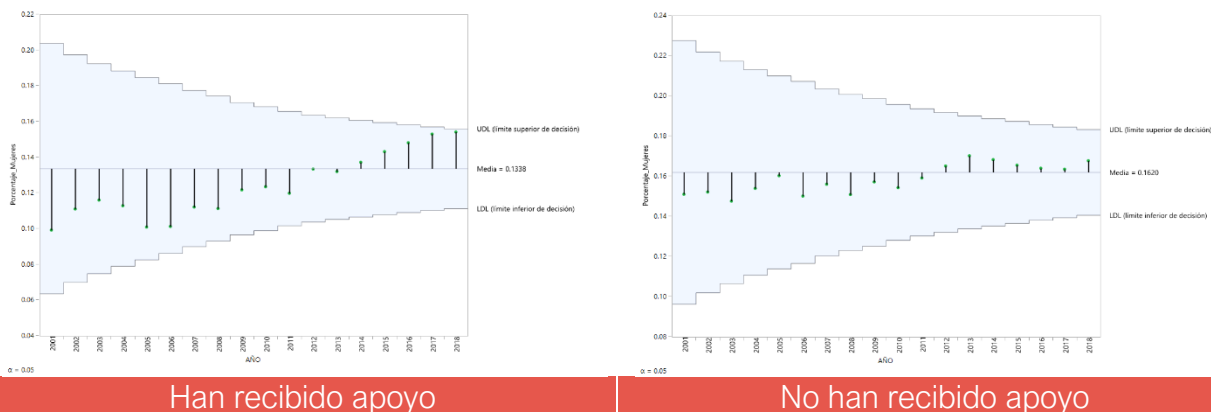 0.22
0.20
0.18
0.16
0.14
0.12
0.10
0.08
0.06
0.04
Porcentaje_Mujeres
UDL (límite superior de decisión)
Media = 0.1338
LDL (límite inferior de decisión)
2001 2002 2003 2004 2005 2006 2007 2008 2009 2010 2011 2012 2013 2014 2015 2016 2017 2018
AÑO
α = 0.05
Han recibido apoyo
0.24
0.22
0.20
0.18
0.16
0.14
0.12
0.10
0.08
Porcentaje_Mujeres
UDL (límite superior de decisión)
Media = 0.1620
LDL (límite inferior de decisión)
2001 2002 2003 2004 2005 2006 2007 2008 2009 2010 2011 2012 2013 2014 2015 2016 2017 2018
AÑO
α = 0.05
No han recibido apoyo